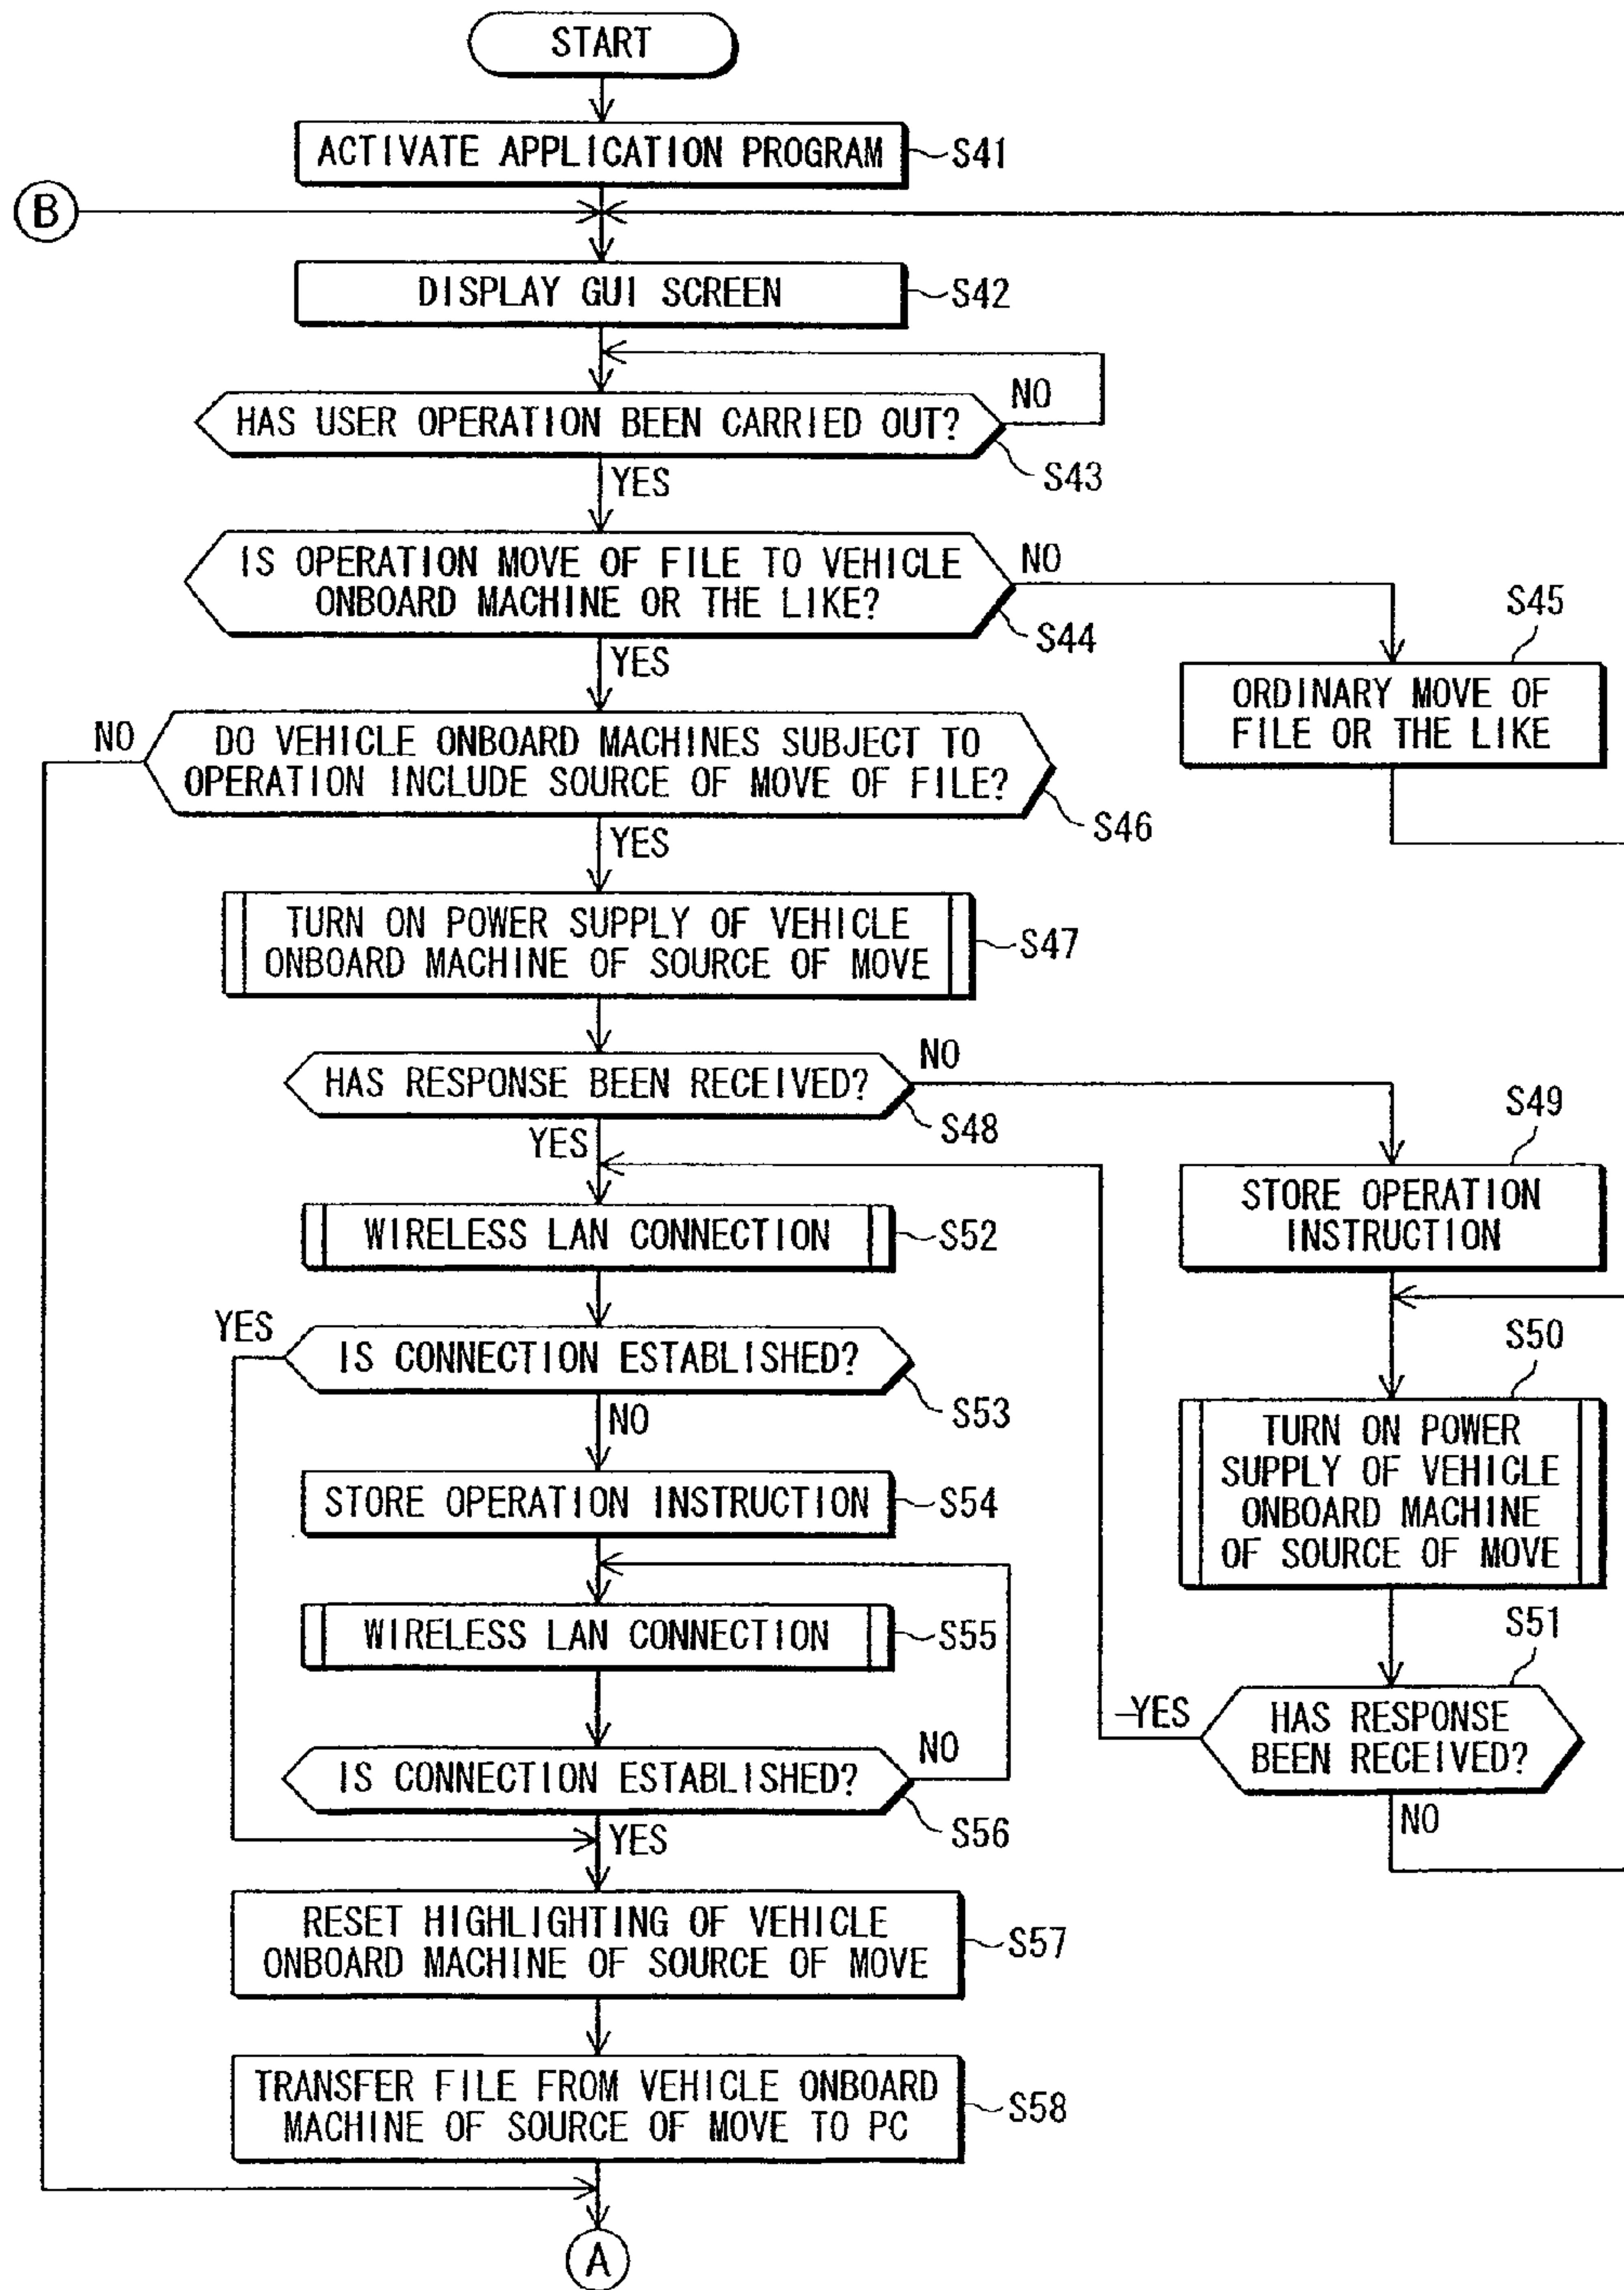 START
ACTIVATE APPLICATION PROGRAM
S41
B
DISPLAY GUI SCREEN
S42
HAS USER OPERATION BEEN CARRIED OUT?
NO
S43
YES
IS OPERATION MOVE OF FILE TO VEHICLE
ONBOARD MACHINE OR THE LIKE?
NO
S44
YES
S45
ORDINARY MOVE OF
FILE OR THE LIKE
NO
DO VEHICLE ONBOARD MACHINES SUBJECT TO
OPERATION INCLUDE SOURCE OF MOVE OF FILE?
S46
YES
TURN ON POWER SUPPLY OF VEHICLE
ONBOARD MACHINE OF SOURCE OF MOVE
S47
HAS RESPONSE BEEN RECEIVED?
NO
S48
YES
S49
STORE OPERATION
INSTRUCTION
WIRELESS LAN CONNECTION
S52
YES
IS CONNECTION ESTABLISHED?
S53
NO
S50
TURN ON POWER
SUPPLY OF VEHICLE
ONBOARD MACHINE
OF SOURCE OF MOVE
STORE OPERATION INSTRUCTION
S54
WIRELESS LAN CONNECTION
S55
S51
HAS RESPONSE
BEEN RECEIVED?
YES
NO
IS CONNECTION ESTABLISHED?
NO
S56
YES
RESET HIGHLIGHTING OF VEHICLE
ONBOARD MACHINE OF SOURCE OF MOVE
S57
TRANSFER FILE FROM VEHICLE ONBOARD
MACHINE OF SOURCE OF MOVE TO PC
S58
A